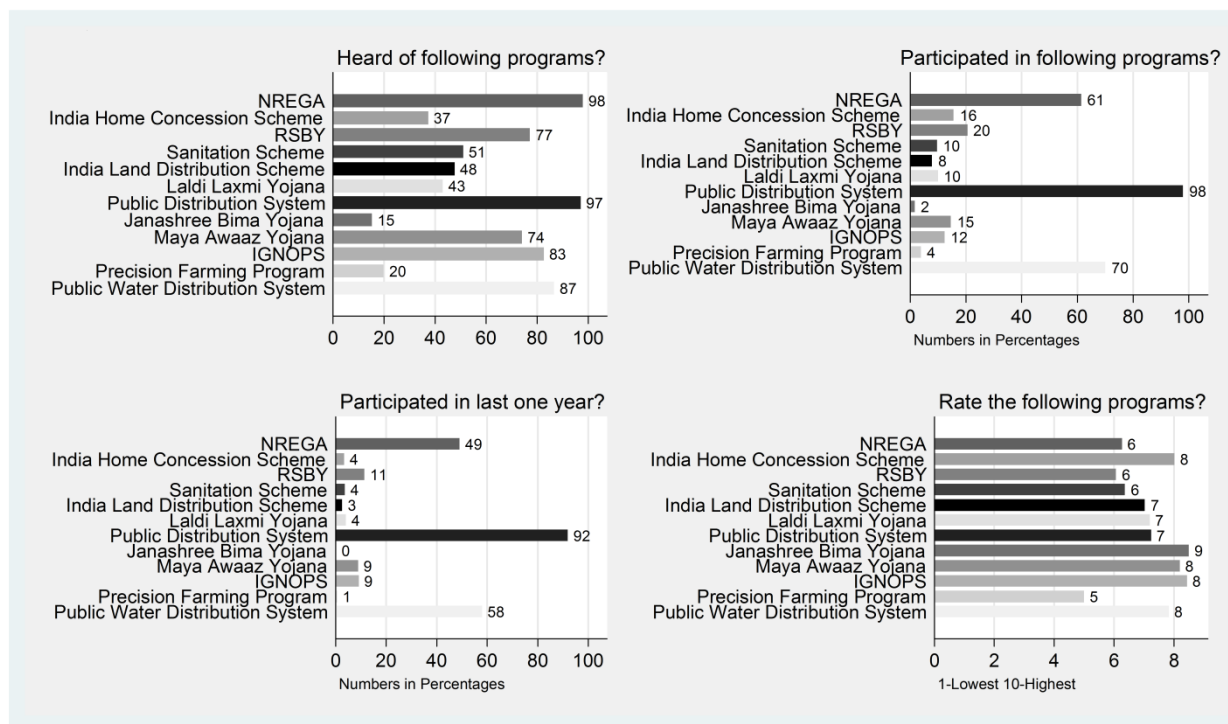 Heard of following programs?
NREGA 98
India Home Concession Scheme 37
RSBY 77
Sanitation Scheme 51
India Land Distribution Scheme 48
Laldi Laxmi Yojana 43
Public Distribution System 97
Janashree Bima Yojana 15
Maya Awaaz Yojana 74
IGNOPS 83
Precision Farming Program 20
Public Water Distribution System 87
0 20 40 60 80 100
Participated in following programs?
NREGA 61
India Home Concession Scheme 16
RSBY 20
Sanitation Scheme 10
India Land Distribution Scheme 8
Laldi Laxmi Yojana 10
Public Distribution System 98
Janashree Bima Yojana 2
Maya Awaaz Yojana 15
IGNOPS 12
Precision Farming Program 4
Public Water Distribution System 70
0 20 40 60 80 100
Numbers in Percentages
Participated in last one year?
NREGA 49
India Home Concession Scheme 4
RSBY 11
Sanitation Scheme 4
India Land Distribution Scheme 3
Laldi Laxmi Yojana 4
Public Distribution System 92
Janashree Bima Yojana 0
Maya Awaaz Yojana 9
IGNOPS 9
Precision Farming Program 1
Public Water Distribution System 58
0 20 40 60 80 100
Numbers in Percentages
Rate the following programs?
NREGA 6
India Home Concession Scheme 8
RSBY 6
Sanitation Scheme 6
India Land Distribution Scheme 7
Laldi Laxmi Yojana 7
Public Distribution System 7
Janashree Bima Yojana 9
Maya Awaaz Yojana 8
IGNOPS 8
Precision Farming Program 5
Public Water Distribution System 8
0 2 4 6 8
1-Lowest 10-Highest